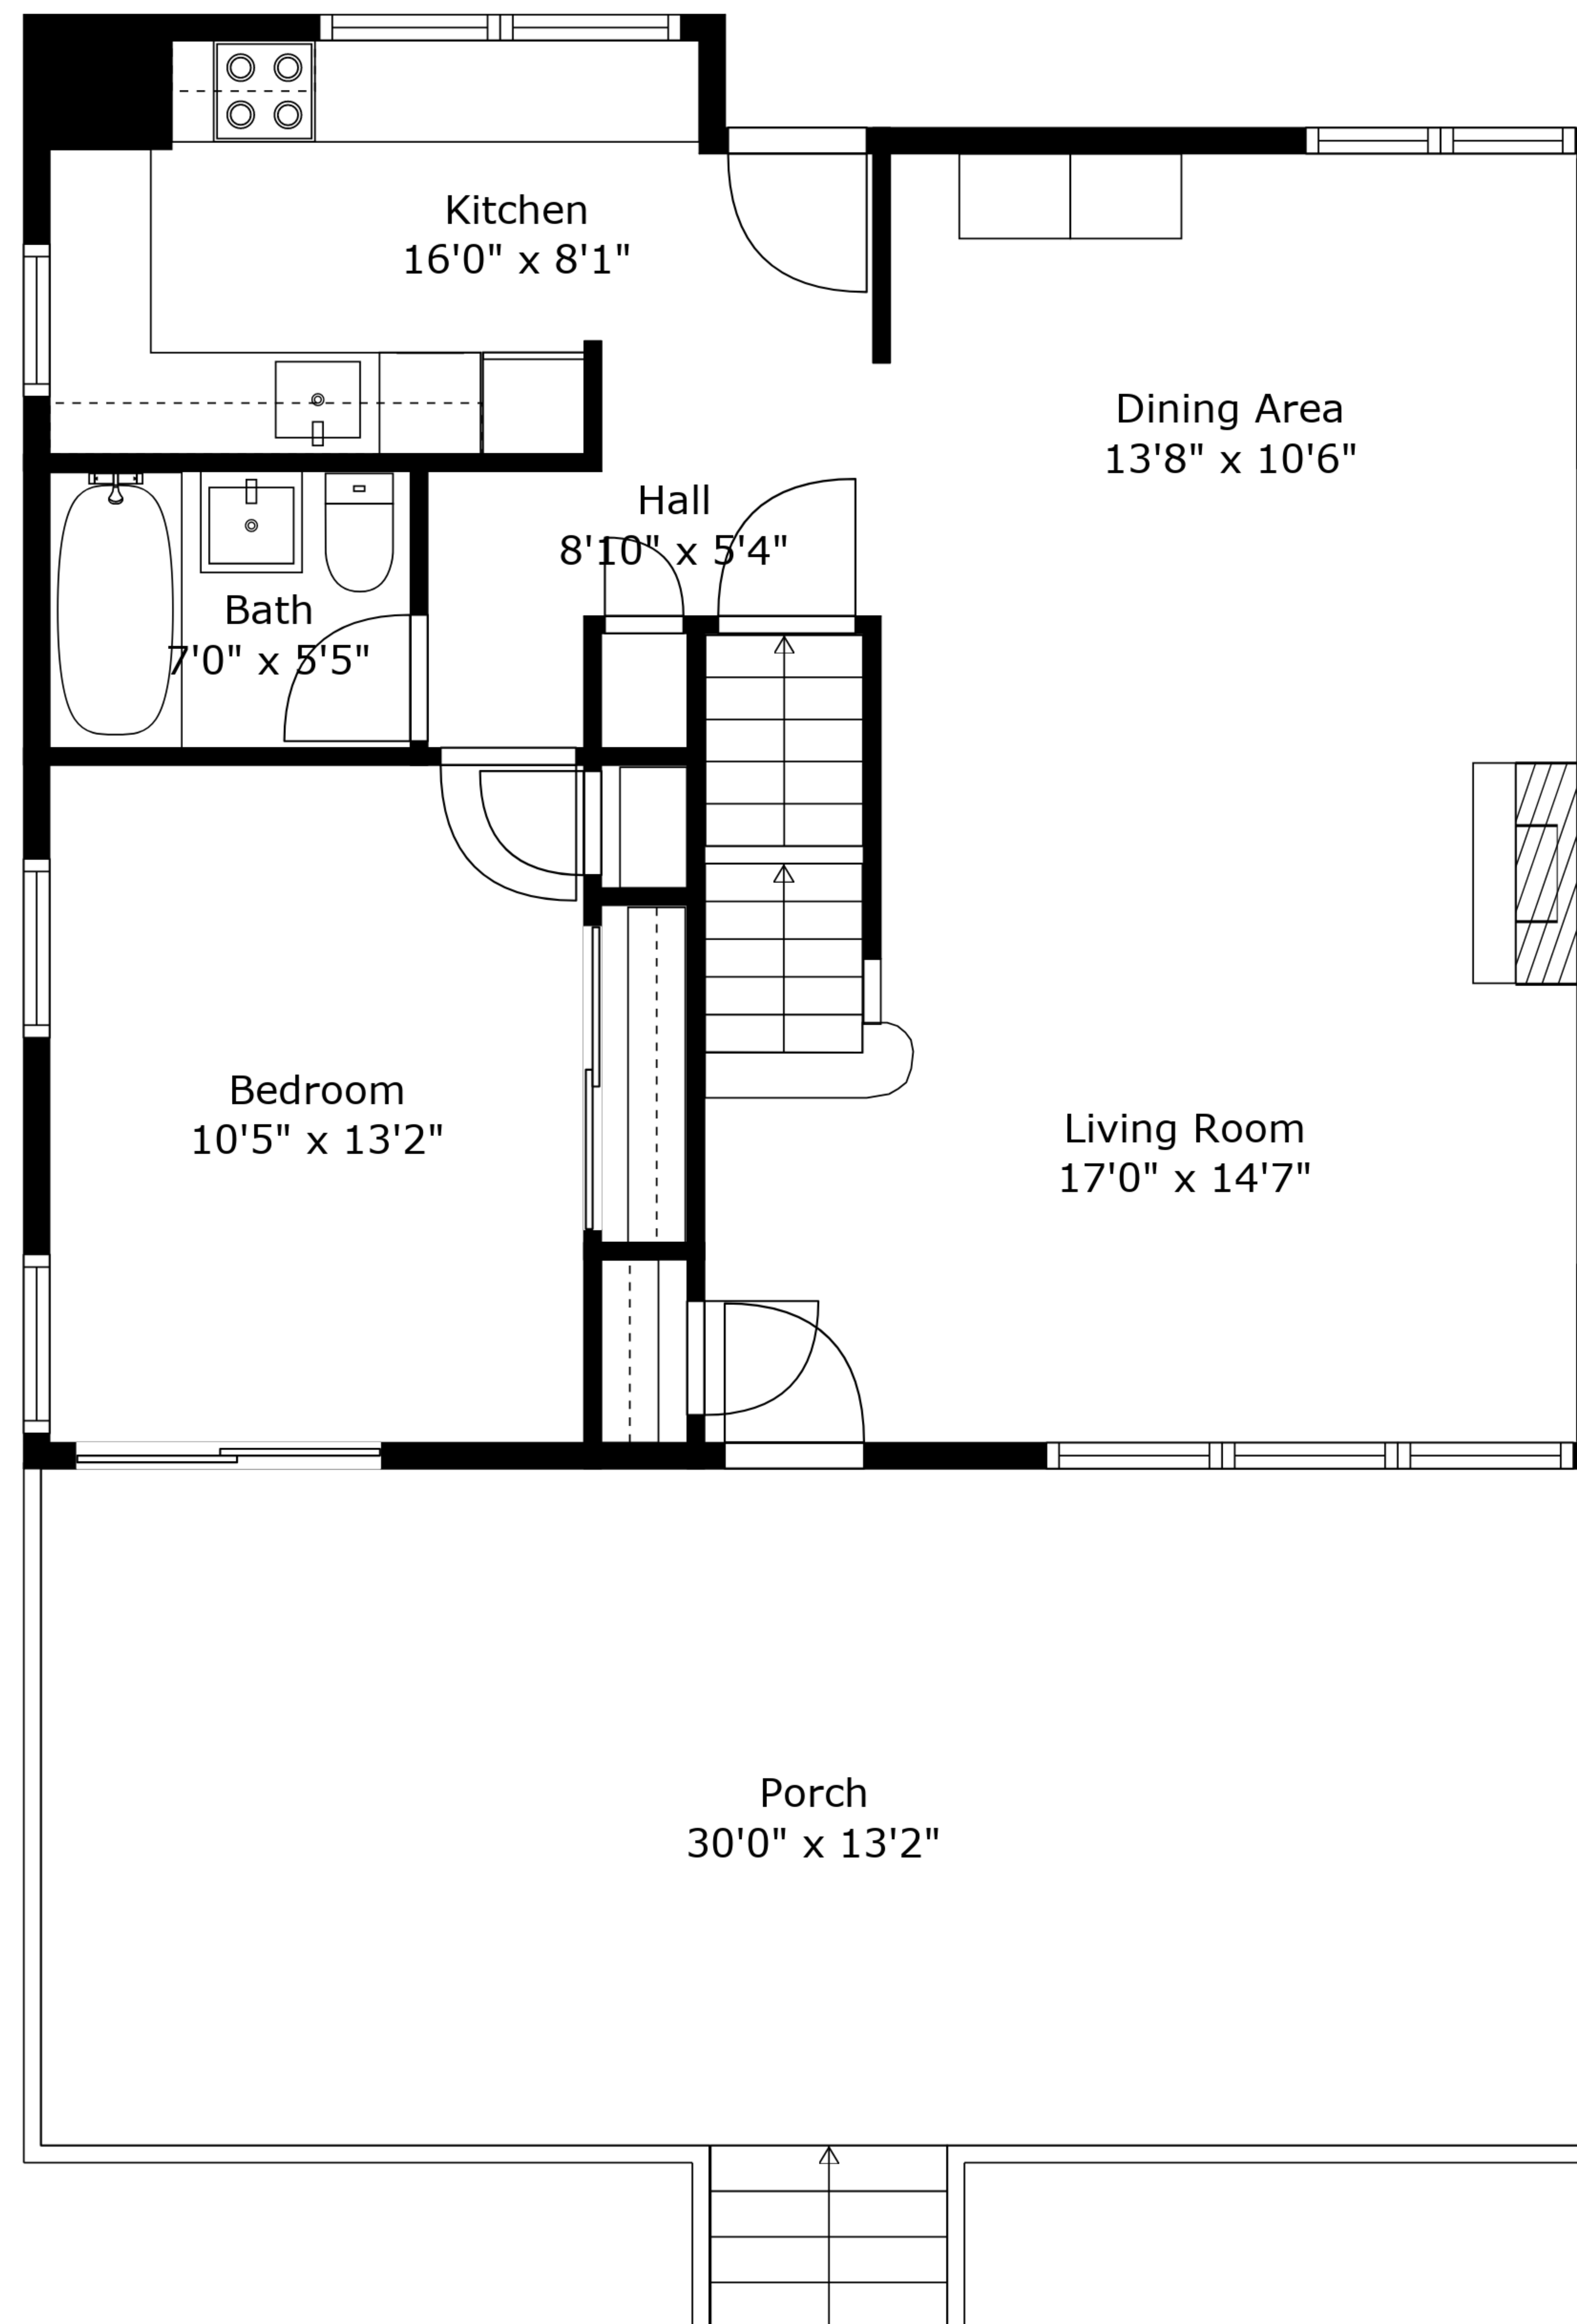 Kitchen
16'0" x 8'1"
Dining Area
13'8" x 10'6"
Hall
8'10" x 5'4"
Bath
7'0" x 5'5"
Bedroom
10'5" x 13'2"
Living Room
17'0" x 14'7"
Porch
30'0" x 13'2"